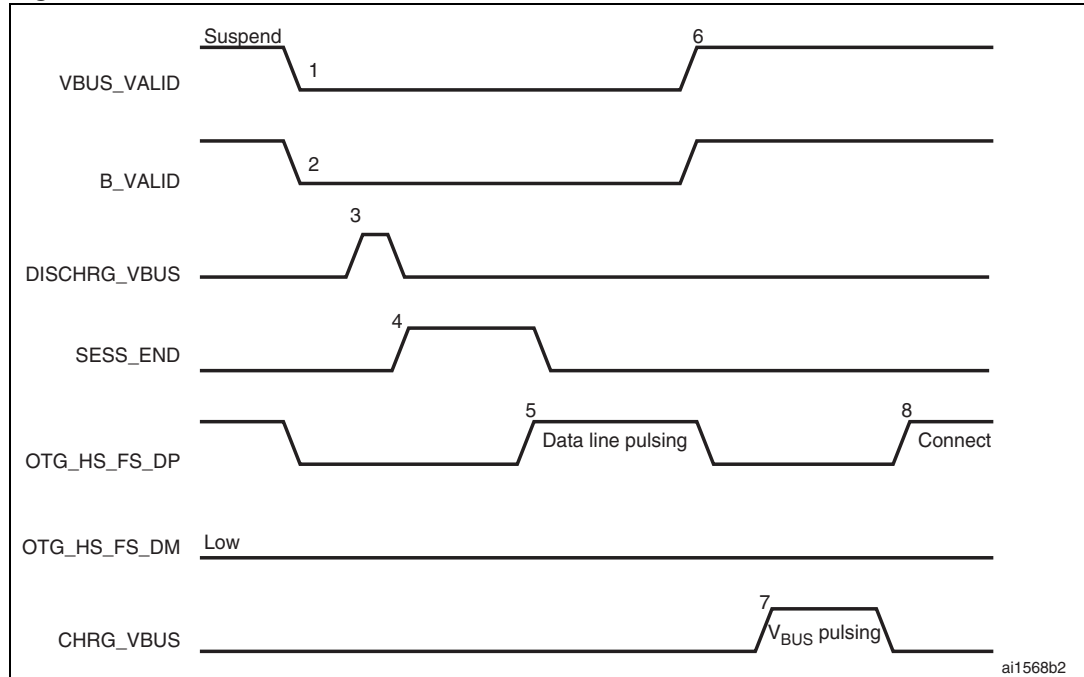 Suspend
6
VBUS_VALID
1
B_VALID
2
3
DISCHRG_VBUS
4
SESS_END
5
8
Data line pulsing
Connect
OTG_HS_FS_DP
OTG_HS_FS_DM
Low
7
CHRG_VBUS
VBUS pulsing
ai1568b2